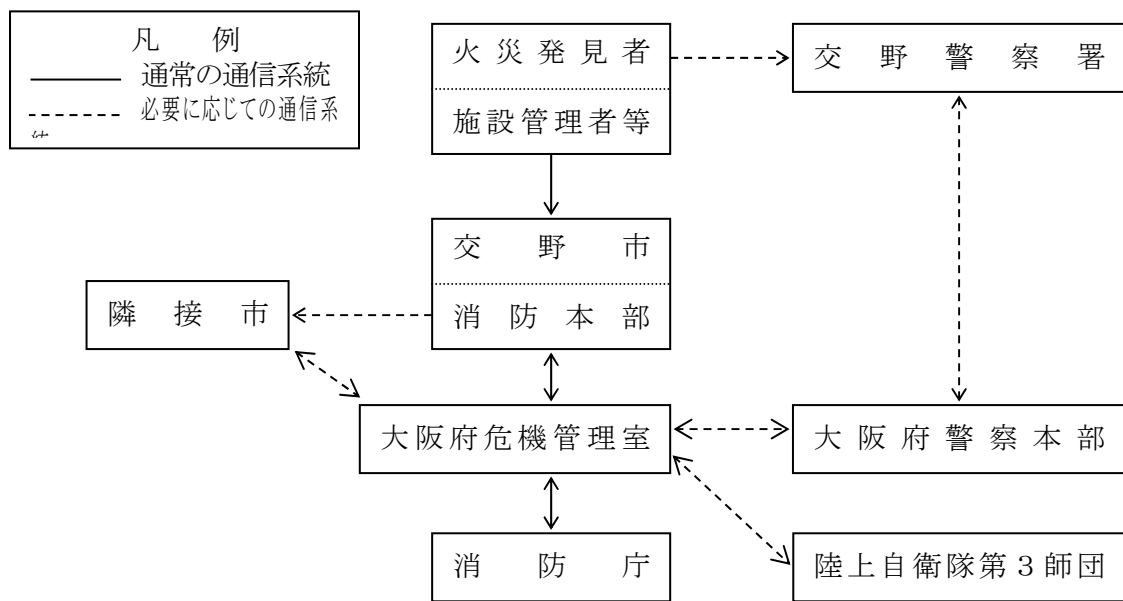 凡例
通常の通信系統
必要に応じての通信系
火災発見者
施設管理者等
交野警察署
交野市
消防本部
隣接市
大阪府危機管理室
大阪府警察本部
消防庁
陸上自衛隊第３師団